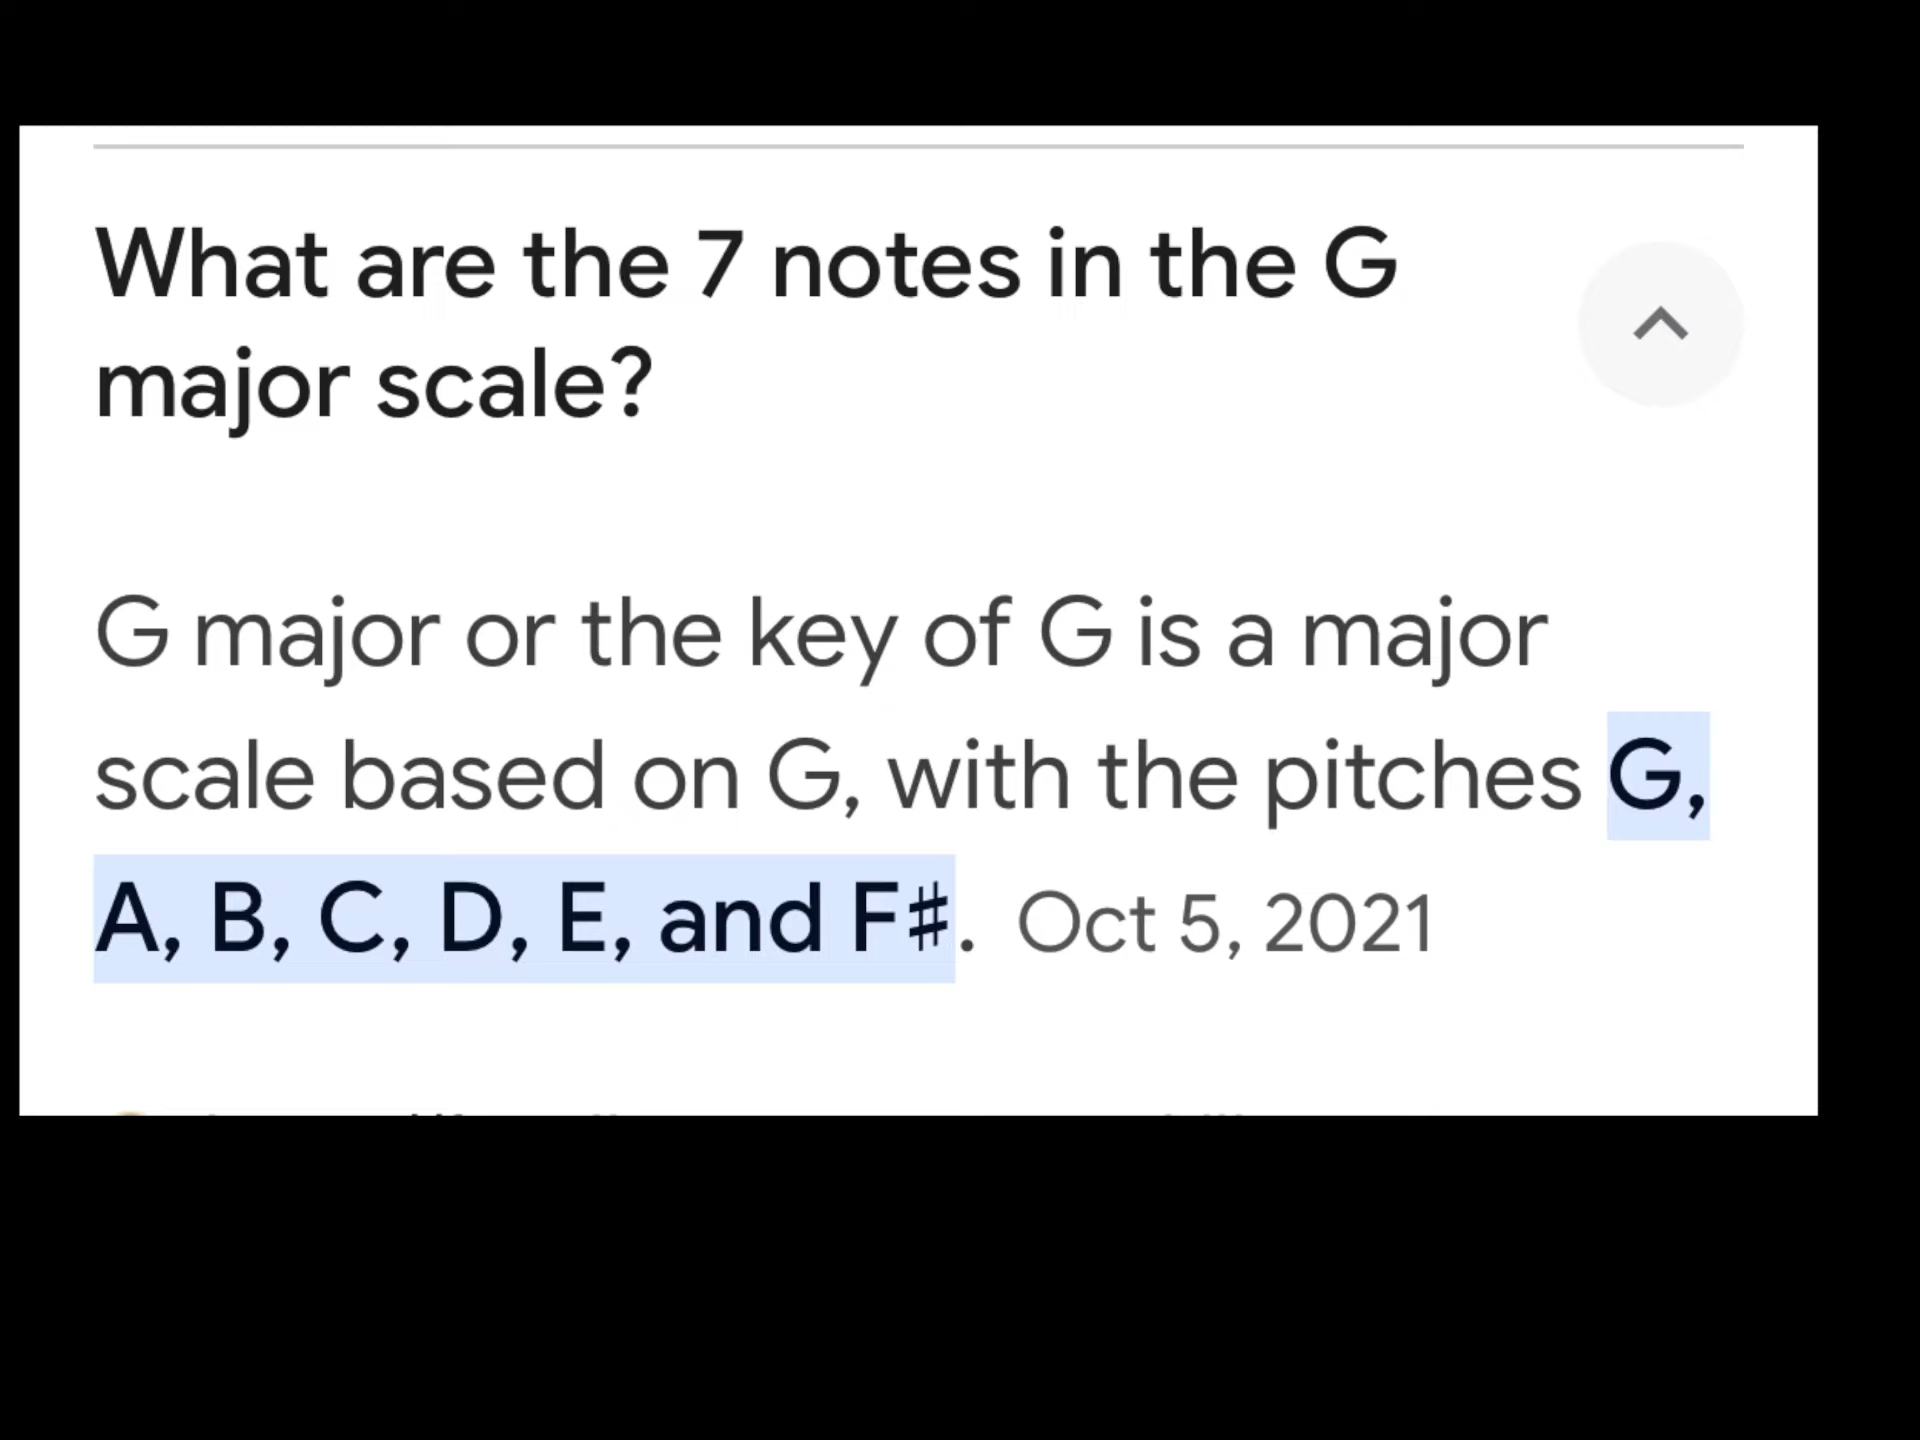 What are the 7 notes in the G
major scale?
G major or the key of G is a major
scale based on G, with the pitches G,
A, B, C, D, E, and F#. Oct 5, 2021